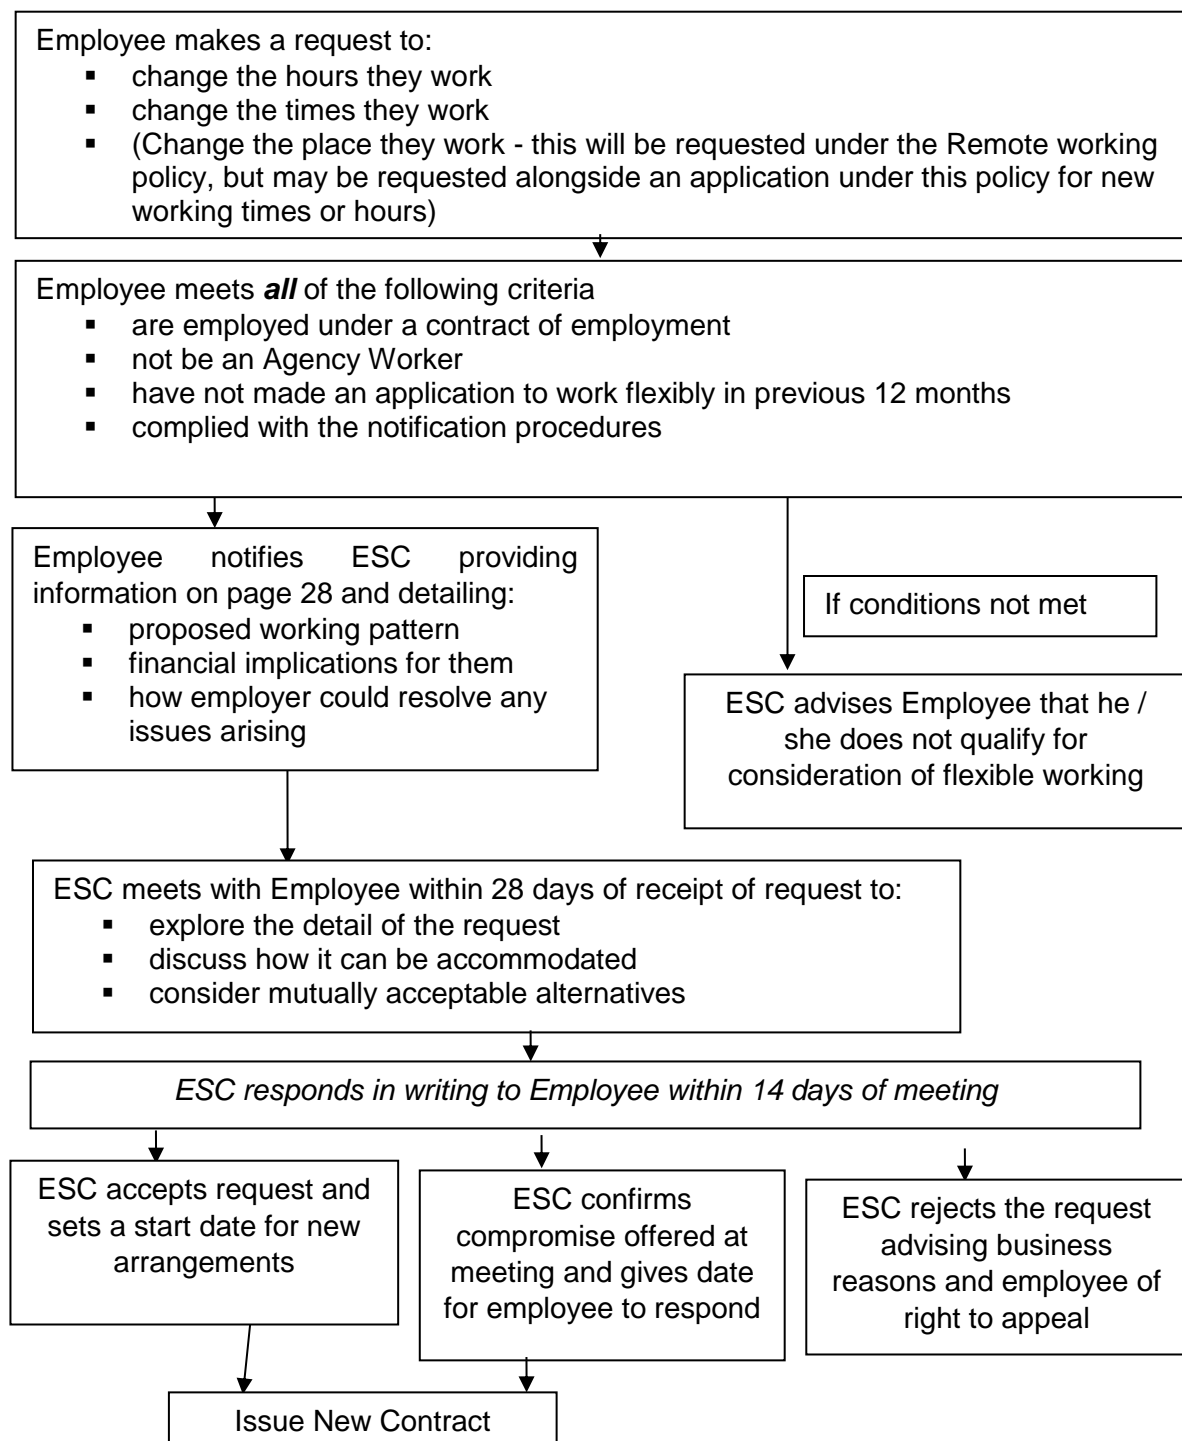 Employee makes a request to:
▪ change the hours they work
▪ change the times they work
▪ (Change the place they work - this will be requested under the Remote working
policy, but may be requested alongside an application under this policy for new
working times or hours)
Employee meets all of the following criteria
▪ are employed under a contract of employment
▪ not be an Agency Worker
▪ have not made an application to work flexibly in previous 12 months
▪ complied with the notification procedures
Employee notifies ESC providing
information on page 28 and detailing:
▪ proposed working pattern
▪ financial implications for them
▪ how employer could resolve any
issues arising
If conditions not met
ESC advises Employee that he /
she does not qualify for
consideration of flexible working
ESC meets with Employee within 28 days of receipt of request to:
▪ explore the detail of the request
▪ discuss how it can be accommodated
▪ consider mutually acceptable alternatives
ESC responds in writing to Employee within 14 days of meeting
ESC accepts request and
sets a start date for new
arrangements
ESC confirms
compromise offered at
meeting and gives date
for employee to respond
ESC rejects the request
advising business
reasons and employee of
right to appeal
Issue New Contract